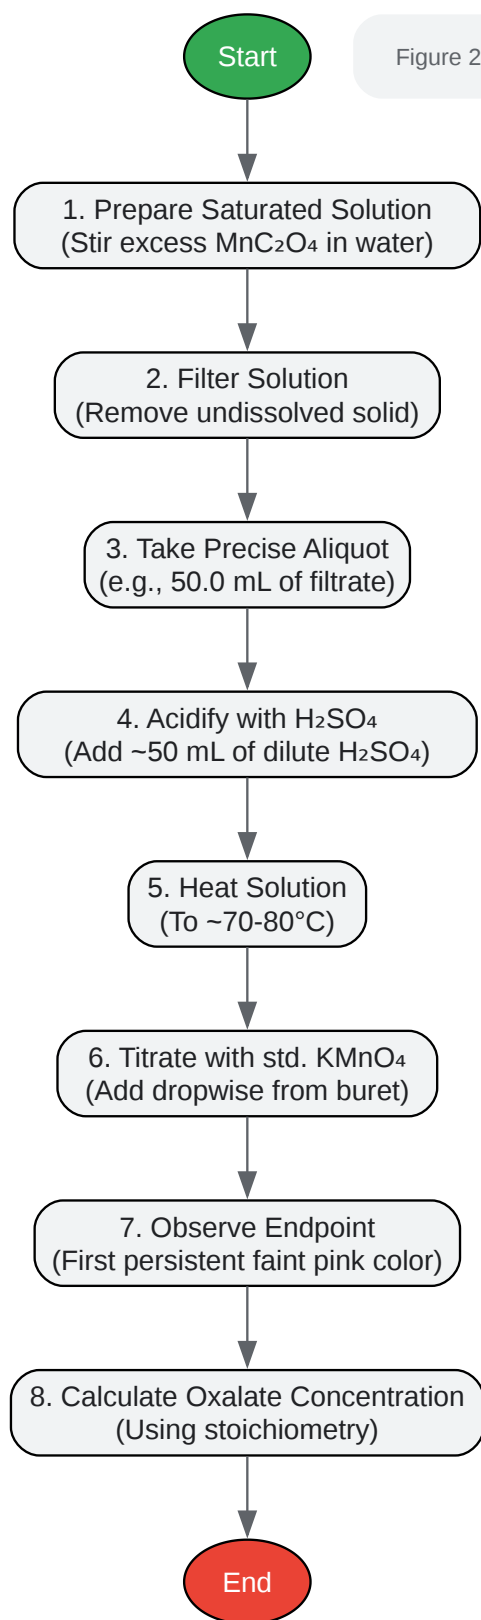 Start
Figure 2
1. Prepare Saturated Solution
(Stir excess MnC₂O₄ in water)
2. Filter Solution
(Remove undissolved solid)
3. Take Precise Aliquot
(e.g., 50.0 mL of filtrate)
4. Acidify with H₂SO₄
(Add ~50 mL of dilute H₂SO₄)
5. Heat Solution
(To ~70-80°C)
6. Titrate with std. KMnO₄
(Add dropwise from buret)
7. Observe Endpoint
(First persistent faint pink color)
8. Calculate Oxalate Concentration
(Using stoichiometry)
End